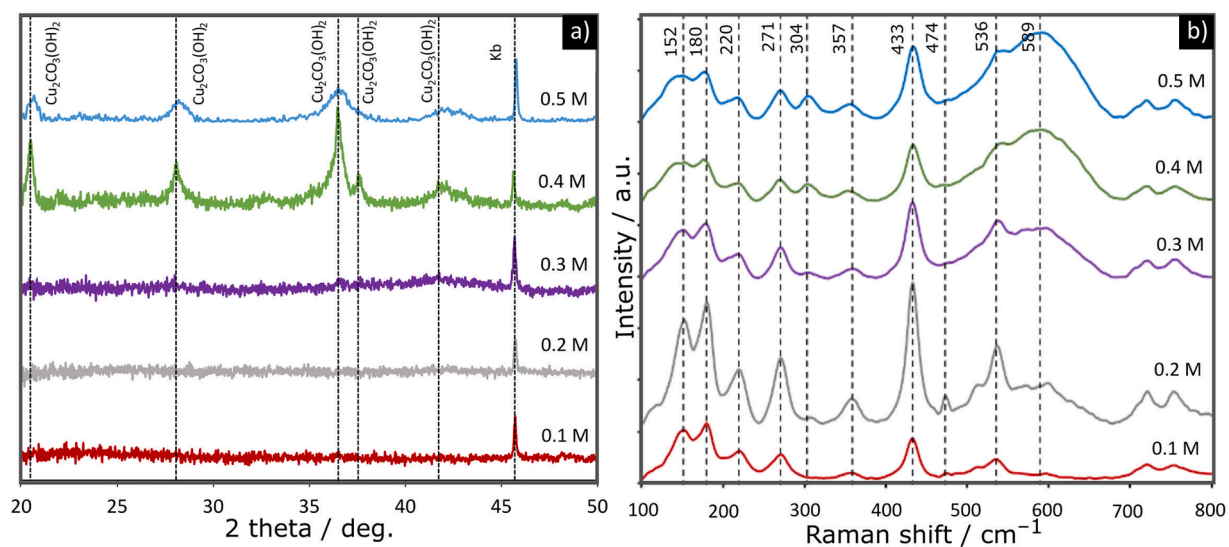 a)
Cu₂CO₃(OH)₂
Cu₂CO₃(OH)₂
Cu₂CO₃(OH)₂
Cu₂CO₃(OH)₂
Cu₂CO₃(OH)₂
Kb
0.5 M
0.4 M
0.3 M
0.2 M
0.1 M
20 25 30 35 40 45 50
2 theta / deg.
b)
152 180 220 271 304 357 433 474 536 589
0.5 M
0.4 M
0.3 M
0.2 M
0.1 M
Intensity / a.u.
100 200 300 400 500 600 700 800
Raman shift / cm⁻¹